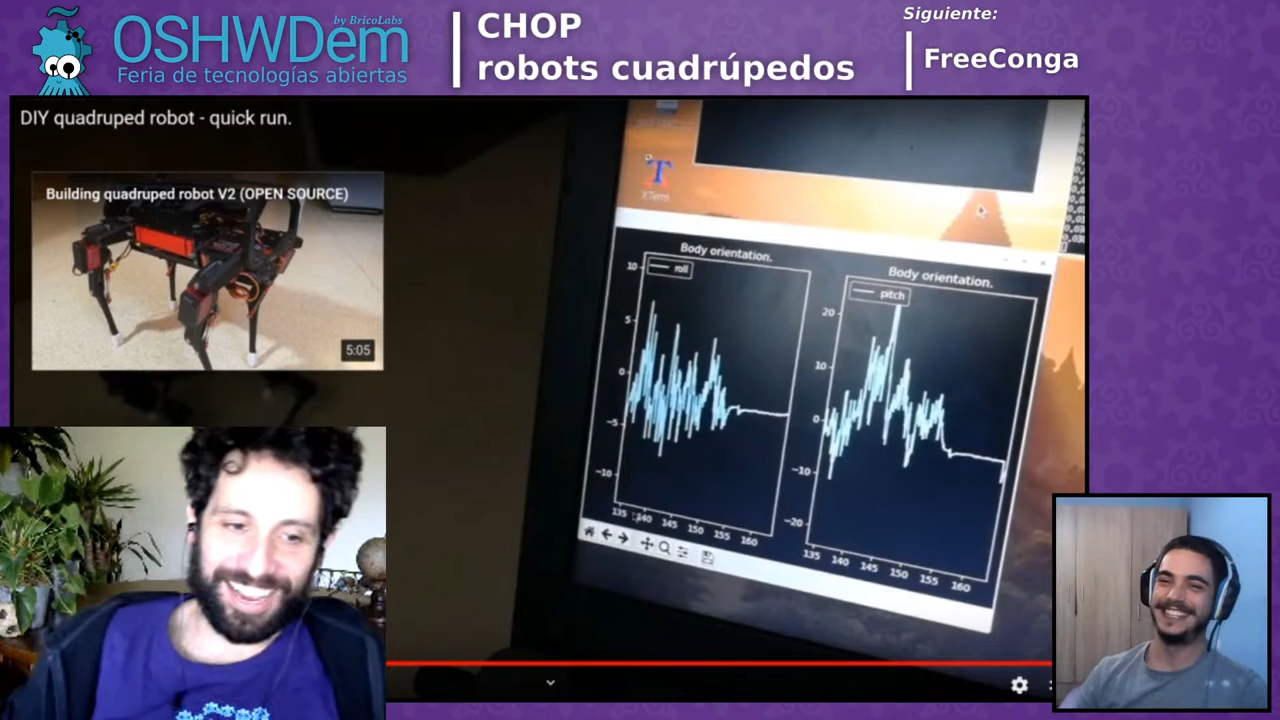 by BricoLabs
OSHWDem
Feria de tecnologías abiertas
CHOP
robots cuadrúpedos
Siguiente:
FreeConga
DIY quadruped robot - quick run.
Building quadruped robot V2 (OPEN SOURCE)
5:05
XTerm
Body orientation.
roll
10
5
0
−5
−10
135 140 145 150 155 160
Body orientation.
pitch
20
10
0
−10
−20
135 140 145 150 155 160